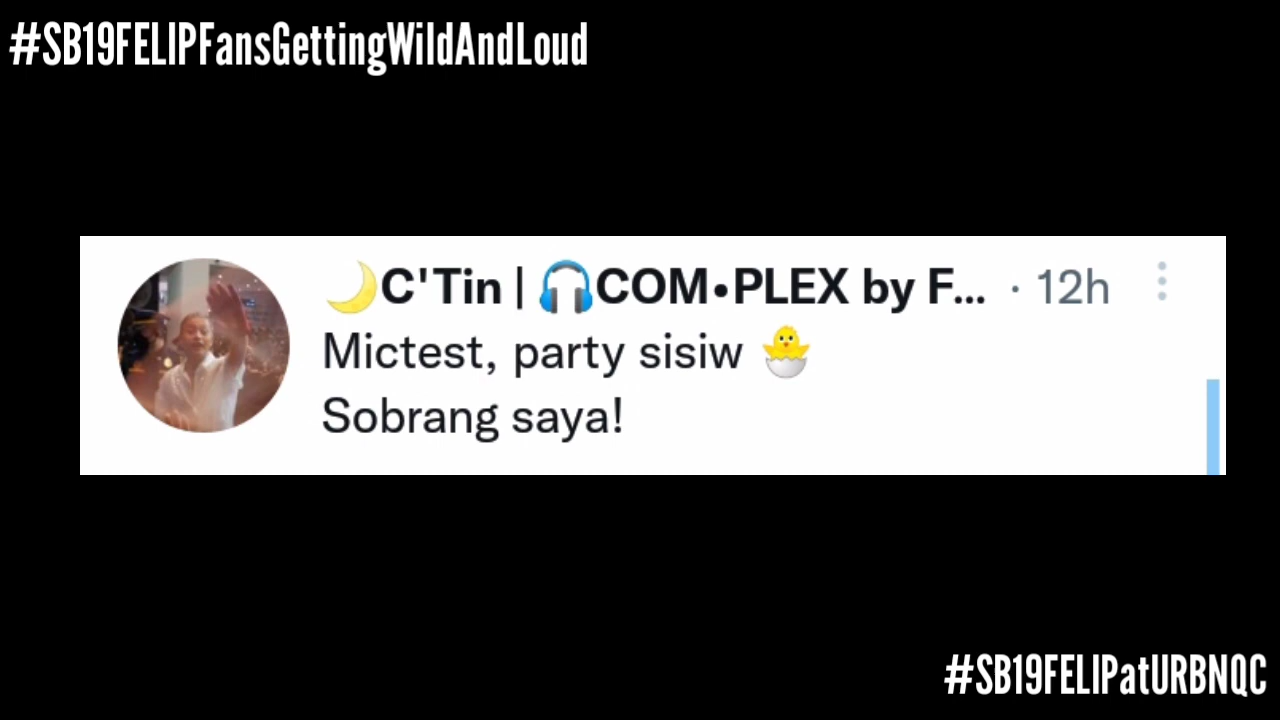 #SB19FELIPFansGettingWildAndLoud
🌙C'Tin | 🎧COM•PLEX by F... · 12h
Mictest, party sisiw 🐣
Sobrang saya!
#SB19FELIPatURBNQC